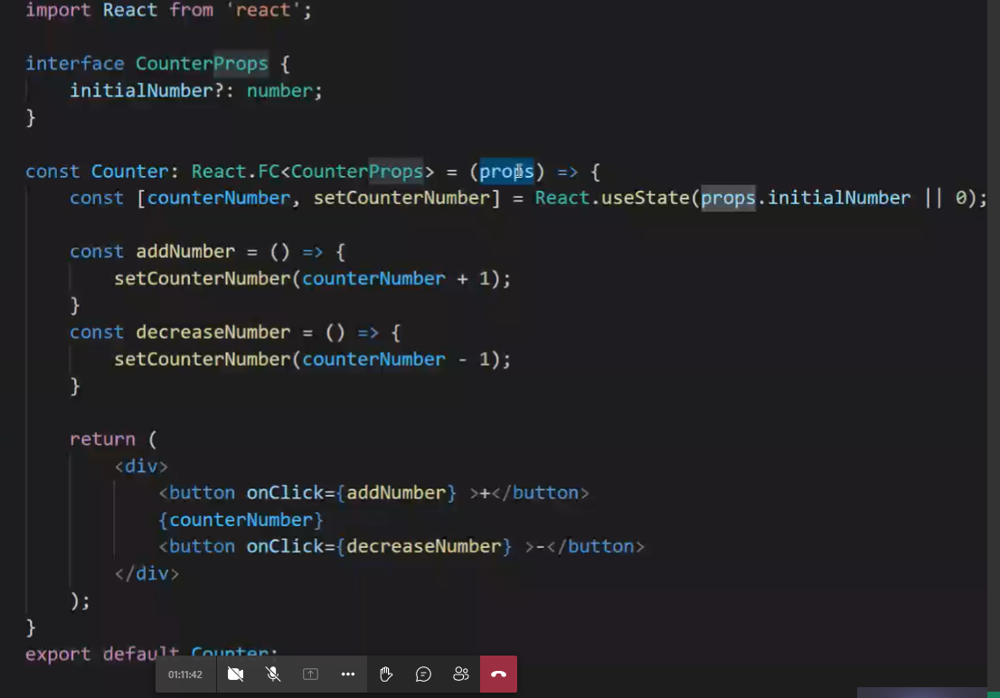 import React from 'react';
interface CounterProps {
initialNumber?: number;
}
const Counter: React.FC<CounterProps> = (props) => {
const [counterNumber, setCounterNumber] = React.useState(props.initialNumber || 0);
const addNumber = () => {
setCounterNumber(counterNumber + 1);
}
const decreaseNumber = () => {
setCounterNumber(counterNumber - 1);
}
return (
<div>
<button onClick={addNumber} >+</button>
{counterNumber}
<button onClick={decreaseNumber} >-</button>
</div>
);
}
export default Counter;
01:11:42